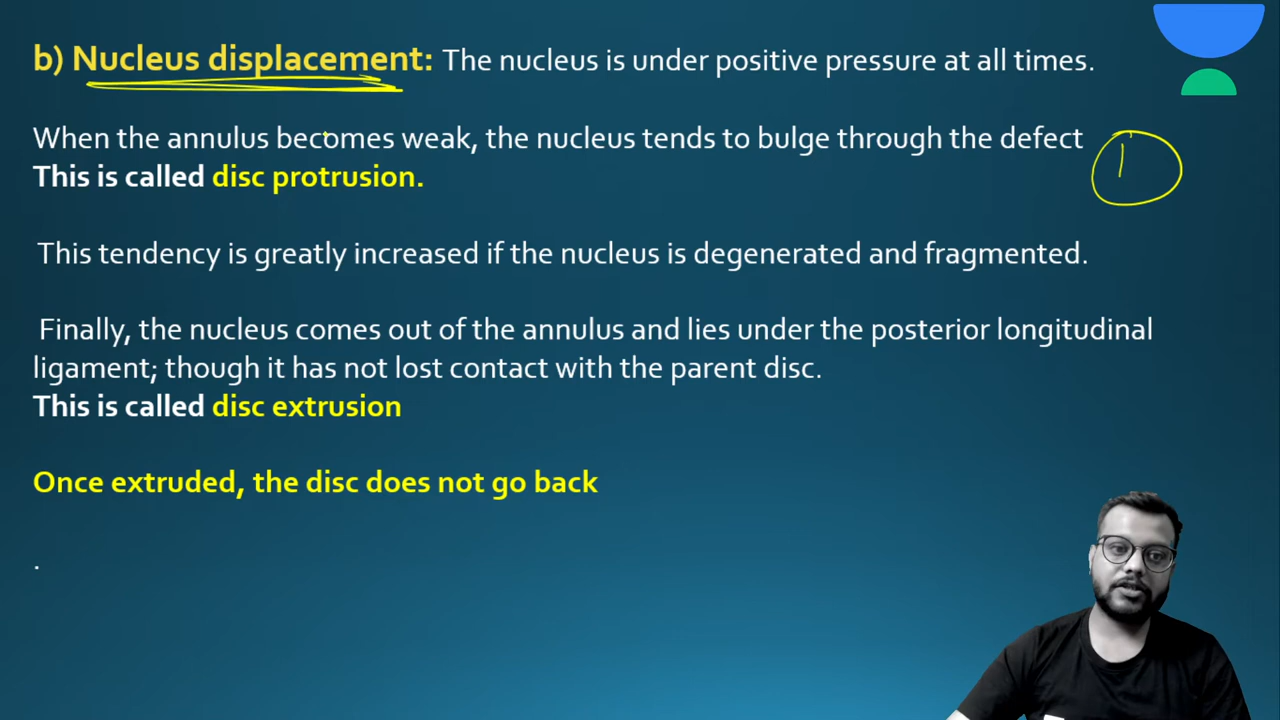 b) Nucleus displacement: The nucleus is under positive pressure at all times.
When the annulus becomes weak, the nucleus tends to bulge through the defect
This is called disc protrusion.
This tendency is greatly increased if the nucleus is degenerated and fragmented.
Finally, the nucleus comes out of the annulus and lies under the posterior longitudinal
ligament; though it has not lost contact with the parent disc.
This is called disc extrusion
Once extruded, the disc does not go back
.